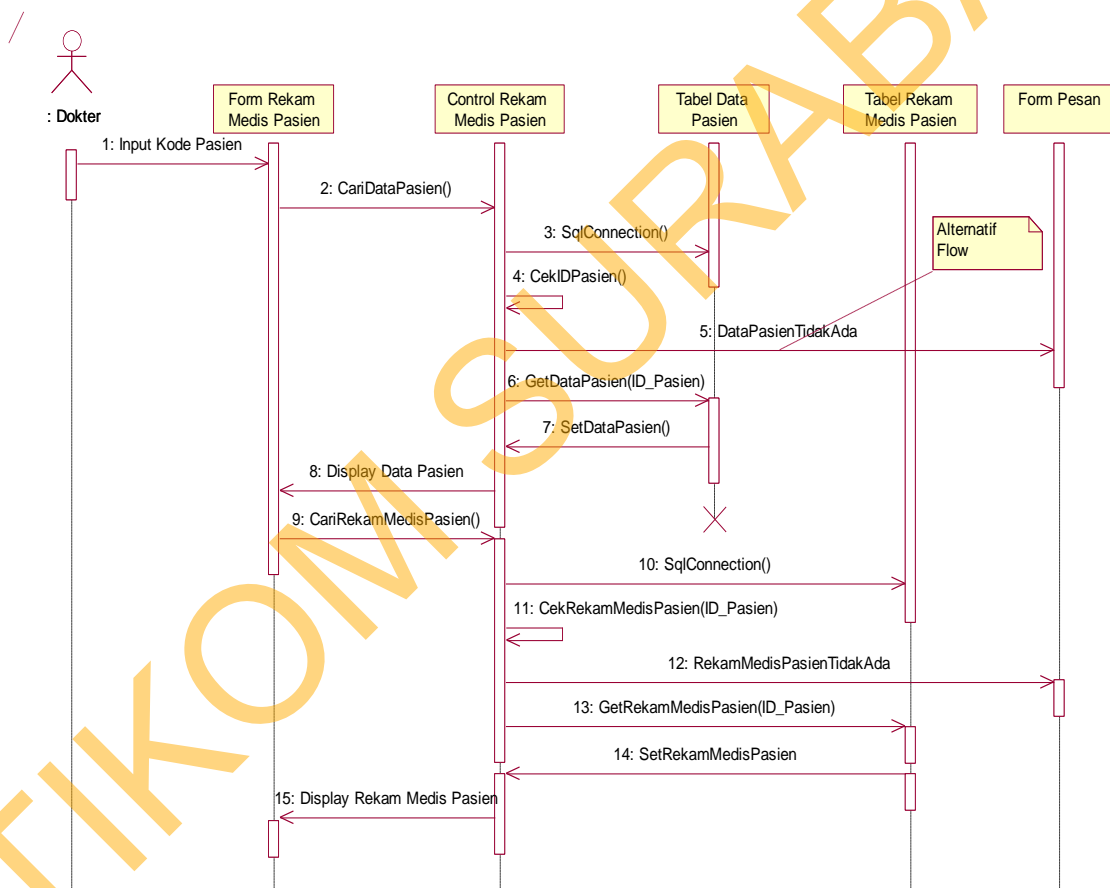 : Dokter
Form Rekam
Medis Pasien
Control Rekam
Medis Pasien
Tabel Data
Pasien
Tabel Rekam
Medis Pasien
Form Pesan
1: Input Kode Pasien
2: CariDataPasien()
3: SqlConnection()
Alternatif
Flow
4: CekIDPasien()
5: DataPasienTidakAda
6: GetDataPasien(ID_Pasien)
7: SetDataPasien()
8: Display Data Pasien
9: CariRekamMedisPasien()
10: SqlConnection()
11: CekRekamMedisPasien(ID_Pasien)
12: RekamMedisPasienTidakAda
13: GetRekamMedisPasien(ID_Pasien)
14: SetRekamMedisPasien
15: Display Rekam Medis Pasien
TIKOM SURABA